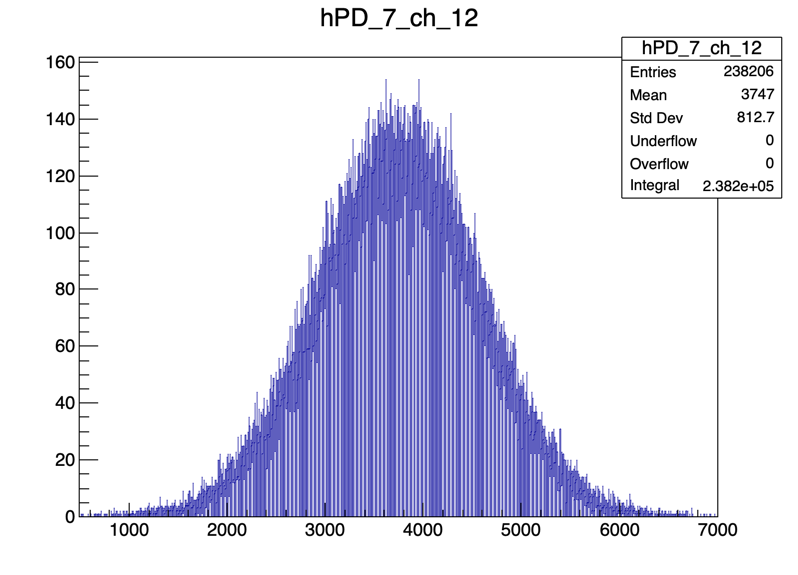 hPD_7_ch_12
hPD_7_ch_12
Entries 238206
Mean 3747
Std Dev 812.7
Underflow 0
Overflow 0
Integral 2.382e+05
160
140
120
100
80
60
40
20
0
1000 2000 3000 4000 5000 6000 7000